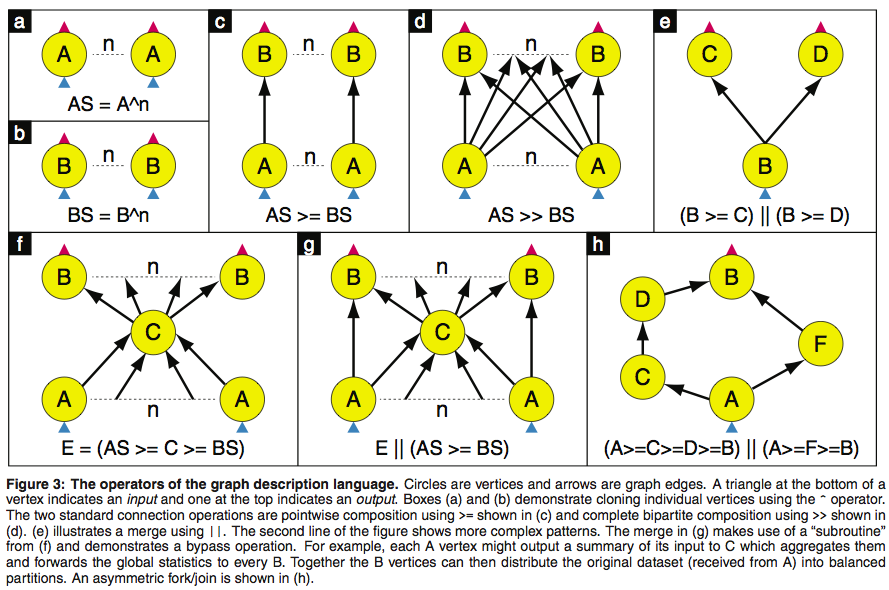 a
A n A
AS = A^n
b
B n B
BS = B^n
c
B n B
A n A
AS >= BS
d
B n B
A n A
AS >> BS
e
C D
B
(B >= C) || (B >= D)
f
B n B
C
A n A
E = (AS >= C >= BS)
g
B n B
C
A n A
E || (AS >= BS)
h
B
D
F
C
A
(A>=C>=D>=B) || (A>=F>=B)
Figure 3: The operators of the graph description language. Circles are vertices and arrows are graph edges. A triangle at the bottom of a
vertex indicates an input and one at the top indicates an output. Boxes (a) and (b) demonstrate cloning individual vertices using the ^ operator.
The two standard connection operations are pointwise composition using >= shown in (c) and complete bipartite composition using >> shown in
(d). (e) illustrates a merge using ||. The second line of the figure shows more complex patterns. The merge in (g) makes use of a “subroutine”
from (f) and demonstrates a bypass operation. For example, each A vertex might output a summary of its input to C which aggregates them
and forwards the global statistics to every B. Together the B vertices can then distribute the original dataset (received from A) into balanced
partitions. An asymmetric fork/join is shown in (h).